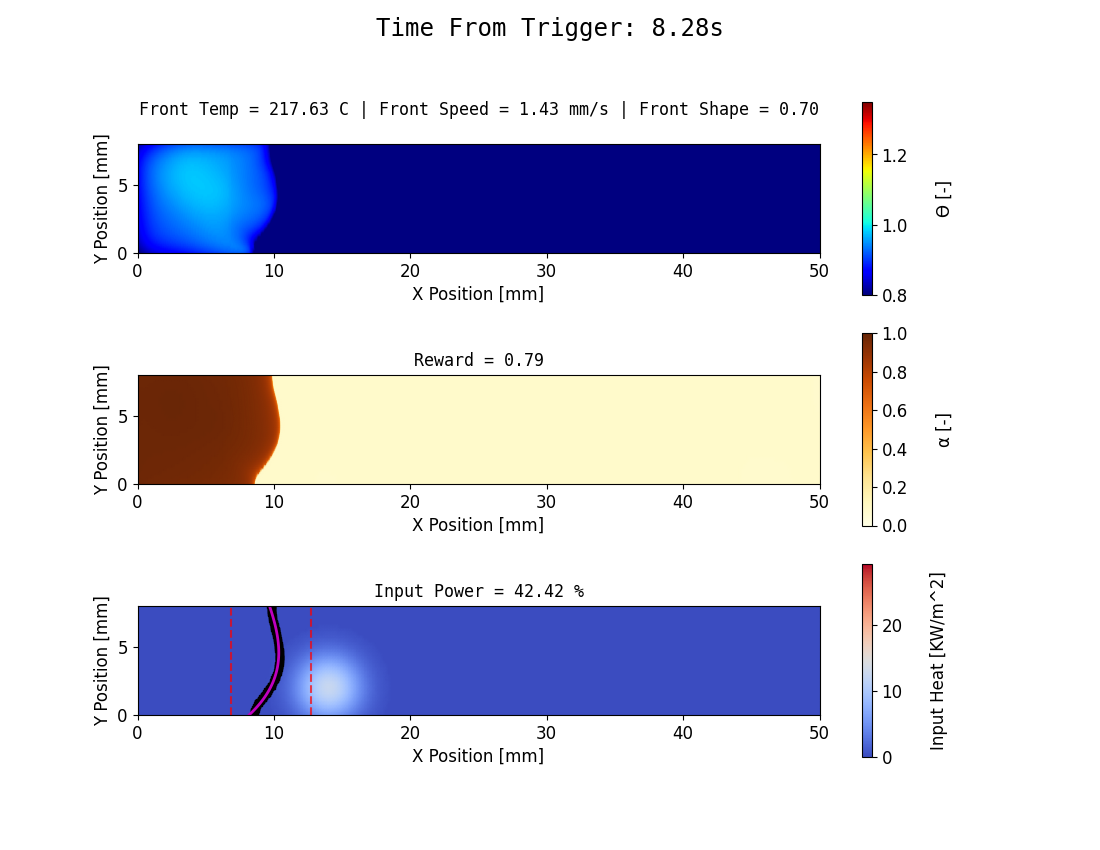 Time From Trigger: 8.28s
Front Temp = 217.63 C | Front Speed = 1.43 mm/s | Front Shape = 0.70
Y Position [mm]
5
0
0 10 20 30 40 50
X Position [mm]
1.2
1.0
0.8
ϴ [-]
Reward = 0.79
Y Position [mm]
5
0
0 10 20 30 40 50
X Position [mm]
1.0
0.8
0.6
0.4
0.2
0.0
α [-]
Input Power = 42.42 %
Y Position [mm]
5
0
0 10 20 30 40 50
X Position [mm]
20
10
0
Input Heat [KW/m^2]